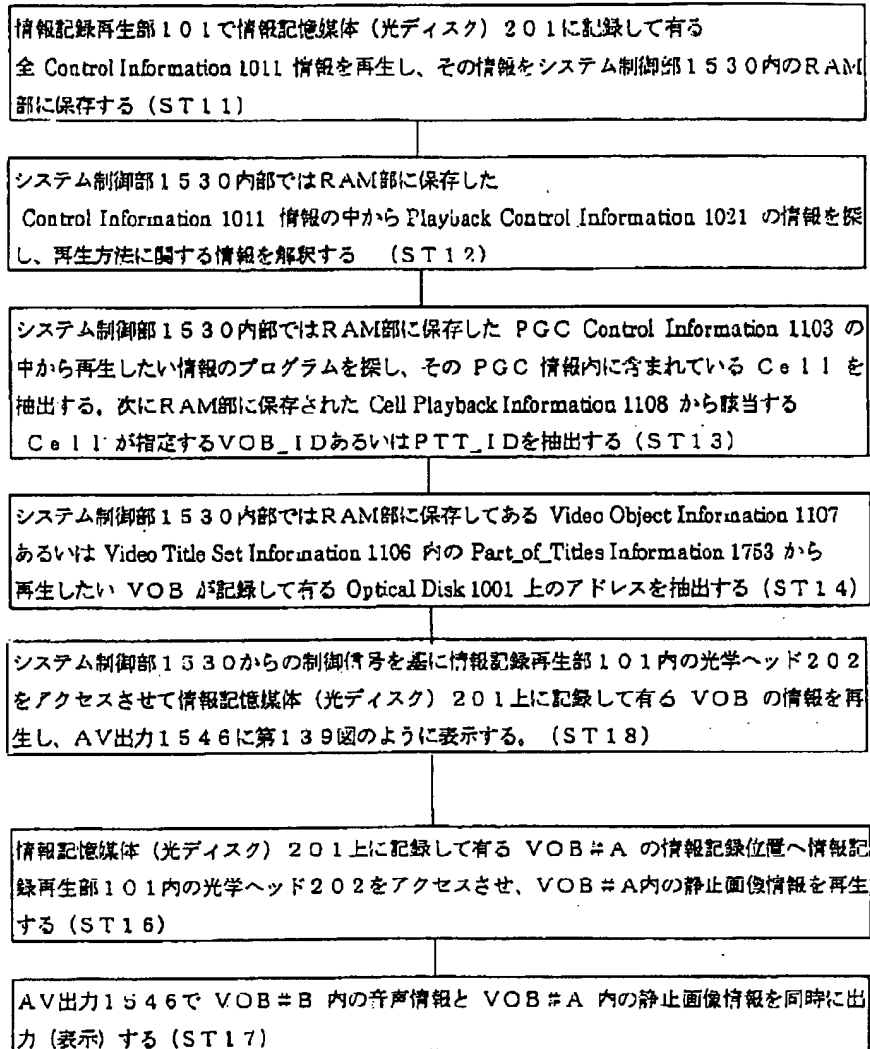 情報記録再生部101で情報記憶媒体（光ディスク）201に記録して有る
全 Control Information 1011 情報を再生し、その情報をシステム制御部1530内のRAM
部に保存する（ST11）
システム制御部1530内部ではRAM部に保存した
Control Information 1011 情報の中から Playback Control Information 1021 の情報を探
し、再生方法に関する情報を解釈する （ST12）
システム制御部1530内部ではRAM部に保存した PGC Control Information 1103 の
中から再生したい情報のプログラムを探し、その PGC 情報内に含まれている Cell を
抽出する。次にRAM部に保存された Cell Playback Information 1108 から該当する
Cell が指定するVOB_IDあるいはPTT_IDを抽出する（ST13）
システム制御部1530内部ではRAM部に保存してある Video Object Information 1107
あるいは Video Title Set Information 1106 内の Part_of_Titles Information 1753 から
再生したい VOB が記録して有る Optical Disk 1001 上のアドレスを抽出する（ST14）
システム制御部1530からの制御信号を基に情報記録再生部101内の光学ヘッド202
をアクセスさせて情報記憶媒体（光ディスク）201上に記録して有る VOB の情報を再
生し、AV出力1546に第139図のように表示する。（ST18）
情報記憶媒体（光ディスク）201上に記録して有る VOB#A の情報記録位置へ情報記
録再生部101内の光学ヘッド202をアクセスさせ、VOB#A内の静止画像情報を再生
する（ST16）
AV出力1546で VOB#B 内の音声情報と VOB#A 内の静止画像情報を同時に出
力（表示）する（ST17）